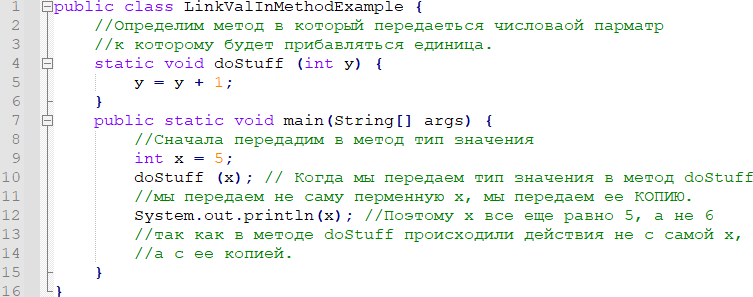 1 public class LinkValInMethodExample {
2 //Определим метод в который передаеться числоваой парматр
3 //к которому будет прибавляться единица.
4 static void doStuff (int y) {
5 y = y + 1;
6 }
7 public static void main(String[] args) {
8 //Сначала передадим в метод тип значения
9 int x = 5;
10 doStuff (x); // Когда мы передаем тип значения в метод doStuff
11 //мы передаем не саму перменную x, мы передаем ее КОПИЮ.
12 System.out.println(x); //Поэтому x все еще равно 5, а не 6
13 //так как в методе doStuff происходили действия не с самой x,
14 //а с ее копией.
15 }
16 }